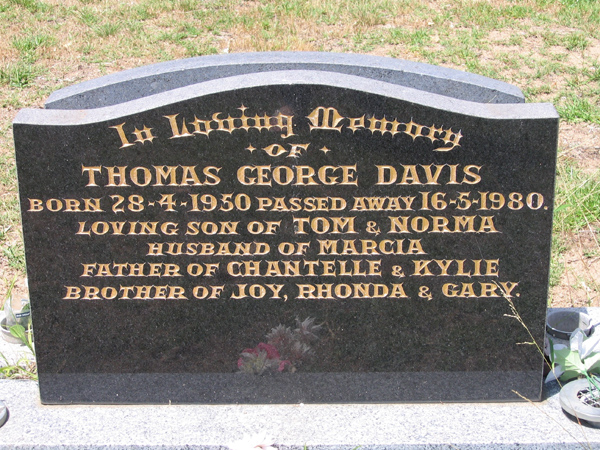 In Loving Memory
OF
THOMAS GEORGE DAVIS
BORN 28-4-1950 PASSED AWAY 16-5-1980.
LOVING SON OF TOM & NORMA
HUSBAND OF MARCIA
FATHER OF CHANTELLE & KYLIE
BROTHER OF JOY, RHONDA & GARY.